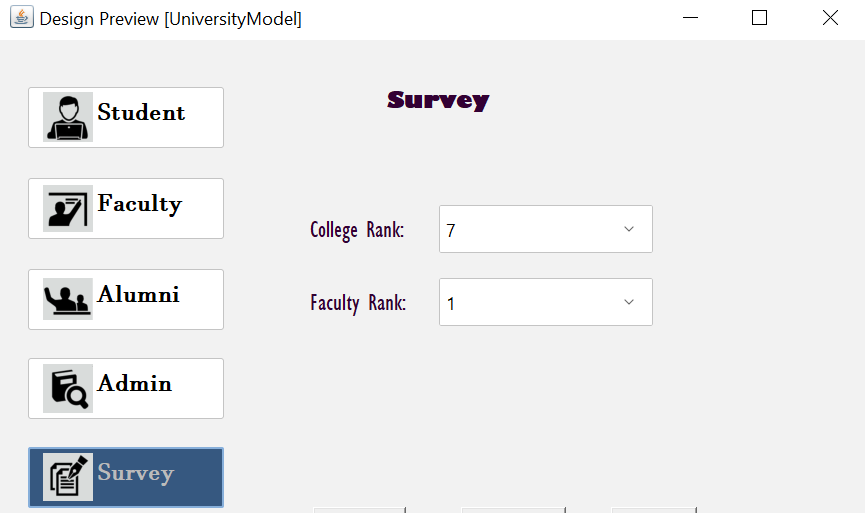 Design Preview [UniversityModel]
Student
Survey
Faculty
College Rank: 7
Alumni
Faculty Rank: 1
Admin
Survey